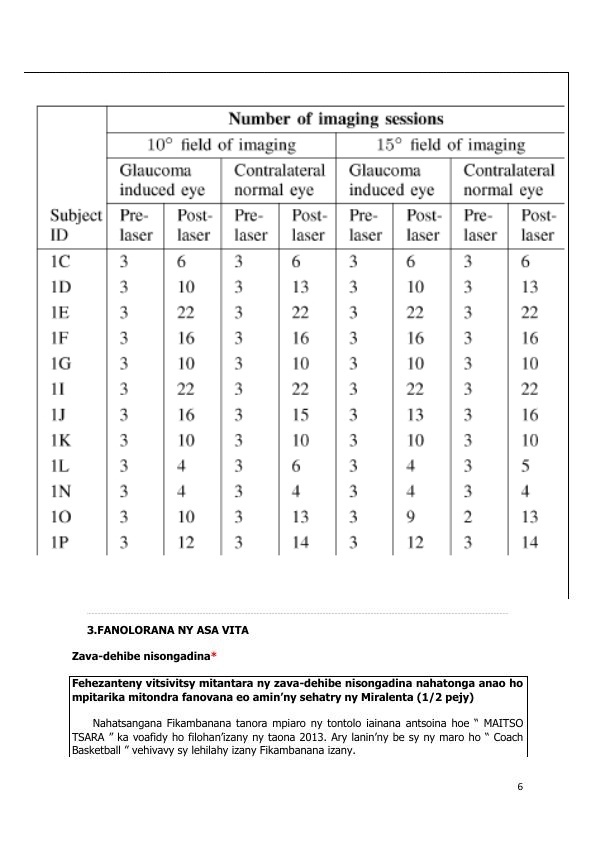 Number of imaging sessions
10° field of imaging 15° field of imaging
Glaucoma induced eye Contralateral normal eye Glaucoma induced eye Contralateral normal eye
Subject ID Pre-laser Post-laser Pre-laser Post-laser Pre-laser Post-laser Pre-laser Post-laser
1C 3 6 3 6 3 6 3 6
1D 3 10 3 13 3 10 3 13
1E 3 22 3 22 3 22 3 22
1F 3 16 3 16 3 16 3 16
1G 3 10 3 10 3 10 3 10
1I 3 22 3 22 3 22 3 22
1J 3 16 3 15 3 13 3 16
1K 3 10 3 10 3 10 3 10
1L 3 4 3 6 3 4 3 5
1N 3 4 3 4 3 4 3 4
1O 3 10 3 13 3 9 2 13
1P 3 12 3 14 3 12 3 14
3.FANOLORANA NY ASA VITA
Zava-dehibe nisongadina*
Fehezanteny vitsivitsy mitantara ny zava-dehibe nisongadina nahatonga anao ho
mpitarika mitondra fanovana eo amin’ny sehatry ny Miralenta (1/2 pejy)
Nahatsangana Fikambanana tanora mpiaro ny tontolo iainana antsoina hoe “ MAITSO
TSARA ” ka voafidy ho filohan’izany ny taona 2013. Ary lanin’ny be sy ny maro ho “ Coach
Basketball ” vehivavy sy lehilahy izany Fikambanana izany.
6